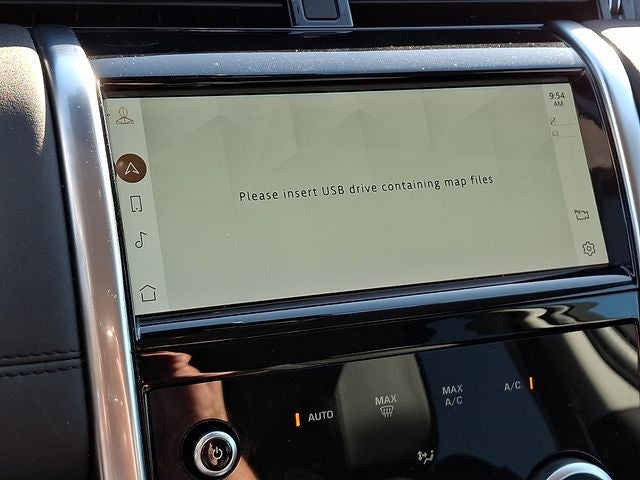 9:54
AM
Please insert USB drive containing map files
AUTO
MAX
MAX
A/C
A/C